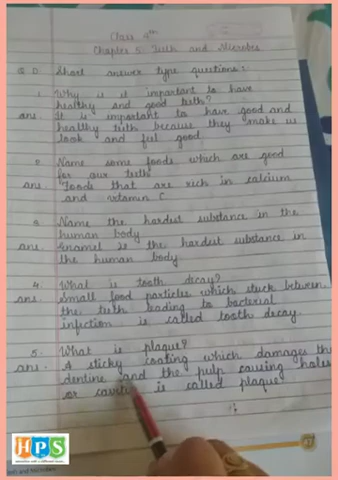 Class 4th
Chapter 5: Teeth and Microbes
Q D. Short answer type questions:-
1. Why is it important to have
healthy and good teeth?
ans. It is important to have good and
healthy teeth because they make us
look and feel good
2. Name some foods which are good
for our teeth
ans. Foods that are rich in calcium
and vitamin C
3. Name the hardest substance in the
human body
ans. Enamel is the hardest substance in
the human body
4. What is tooth decay?
ans. Small food particles which stuck between
the teeth leading to bacterial
infection is called tooth decay.
5. What is plaque?
ans. A sticky coating which damages the
dentine and the pulp causing holes
or cavities is called plaque
HPS